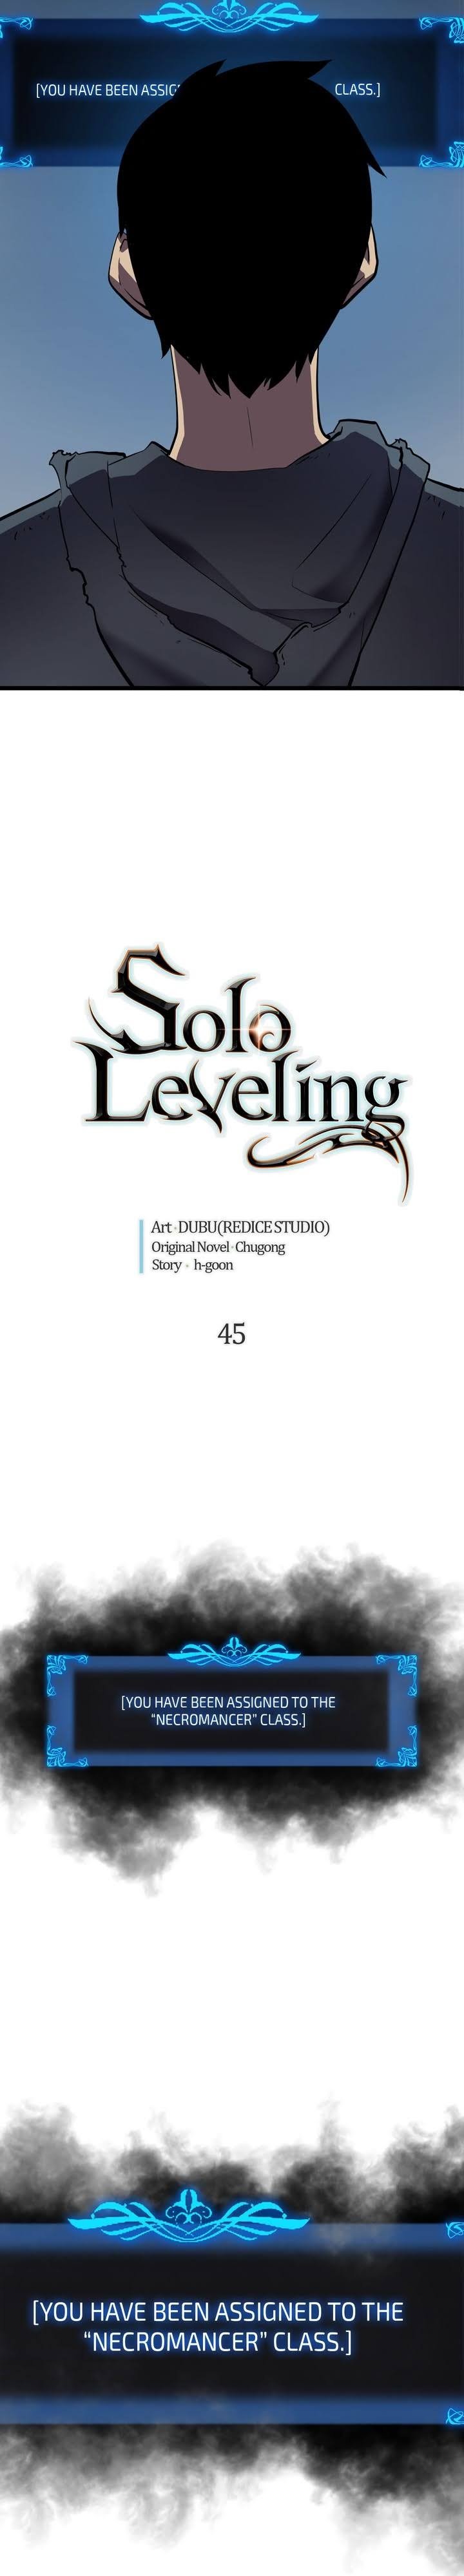 [YOU HAVE BEEN ASSIG CLASS.]
Solo
Leveling
Art · DUBU(REDICE STUDIO)
Original Novel · Chugong
Story · h-goon
45
[YOU HAVE BEEN ASSIGNED TO THE
“NECROMANCER” CLASS.]
[YOU HAVE BEEN ASSIGNED TO THE
“NECROMANCER” CLASS.]